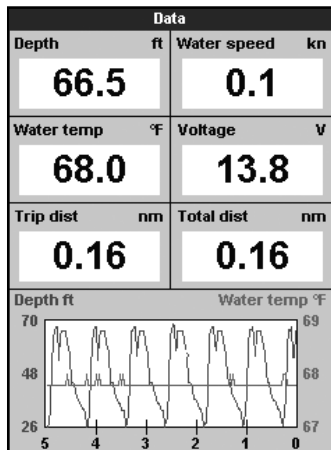 Data
Depth ft Water speed kn
66.5 0.1
Water temp °F Voltage V
68.0 13.8
Trip dist nm Total dist nm
0.16 0.16
Depth ft Water temp °F
70 69
48 68
26 67
5 4 3 2 1 0